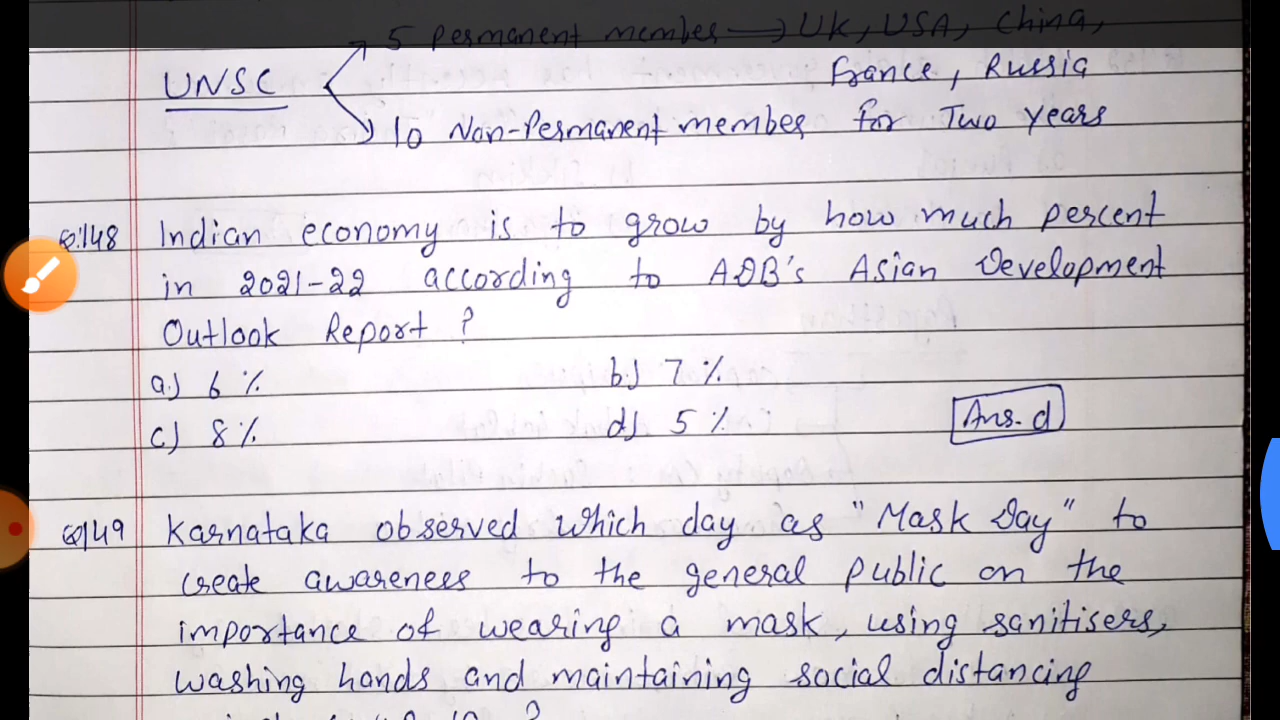 5 Permanent member → UK, USA, China,
UNSC
France, Russia
10 Non-Permanent member for Two Years
Q.148 Indian economy is to grow by how much percent
in 2021-22 according to ADB's Asian Development
Outlook Report ?
a.) 6 % b.) 7 %
c.) 8 % d.) 5 %
Ans. d
Q.149 Karnataka observed which day as "Mask Day" to
create awareness to the general public on the
importance of wearing a mask, using sanitisers,
washing hands and maintaining social distancing